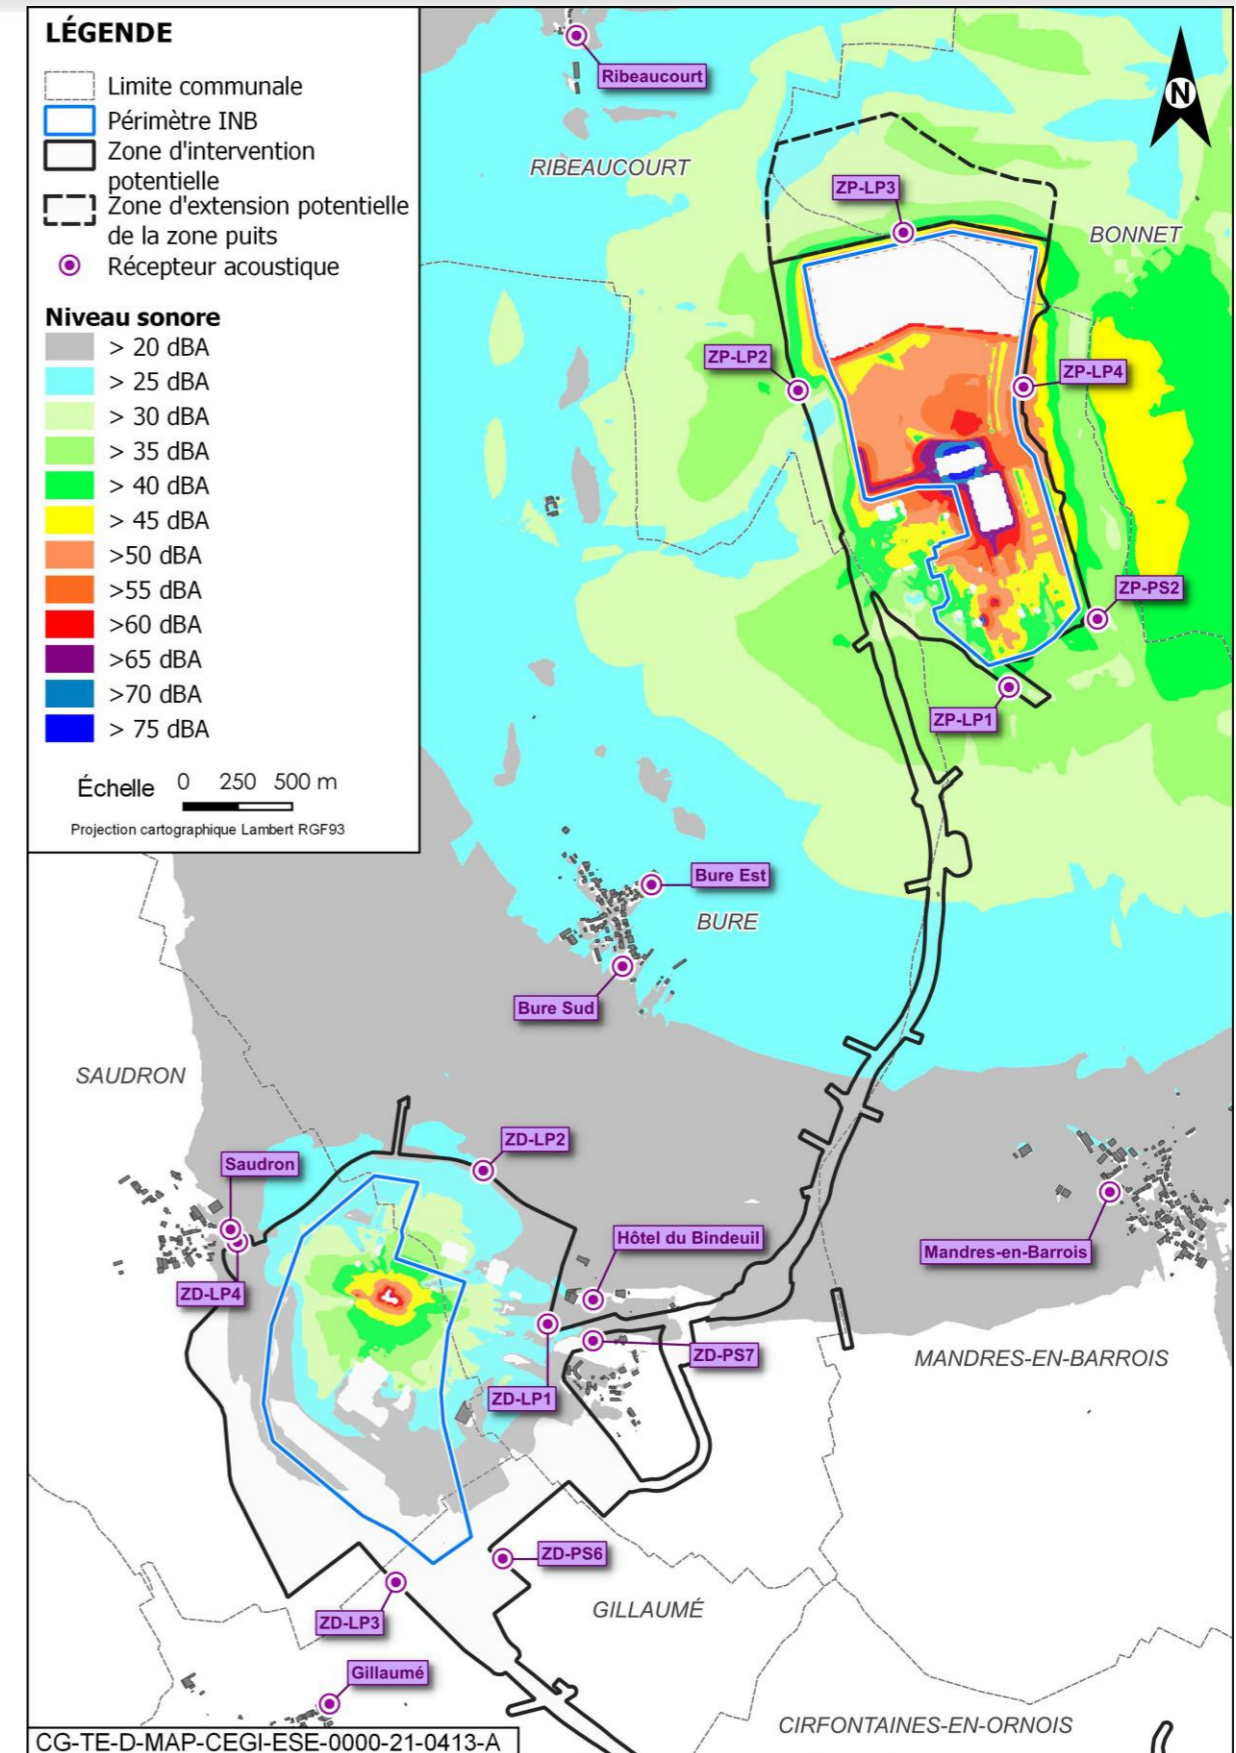 LÉGENDE
Limite communale
Périmètre INB
Zone d'intervention
potentielle
Zone d'extension potentielle
de la zone puits
Récepteur acoustique
Niveau sonore
> 20 dBA
> 25 dBA
> 30 dBA
> 35 dBA
> 40 dBA
> 45 dBA
>50 dBA
>55 dBA
>60 dBA
>65 dBA
>70 dBA
> 75 dBA
Échelle 0 250 500 m
Projection cartographique Lambert RGF93
N
Ribeaucourt
RIBEAUCOURT
ZP-LP3
BONNET
ZP-LP2
ZP-LP4
ZP-PS2
ZP-LP1
Bure Est
BURE
Bure Sud
SAUDRON
ZD-LP2
Saudron
Hôtel du Bindeuil
Mandres-en-Barrois
ZD-LP4
ZD-PS7
MANDRES-EN-BARROIS
ZD-LP1
ZD-PS6
GILLAUMÉ
ZD-LP3
Gillaumé
CIRFONTAINES-EN-ORNOIS
CG-TE-D-MAP-CEGI-ESE-0000-21-0413-A